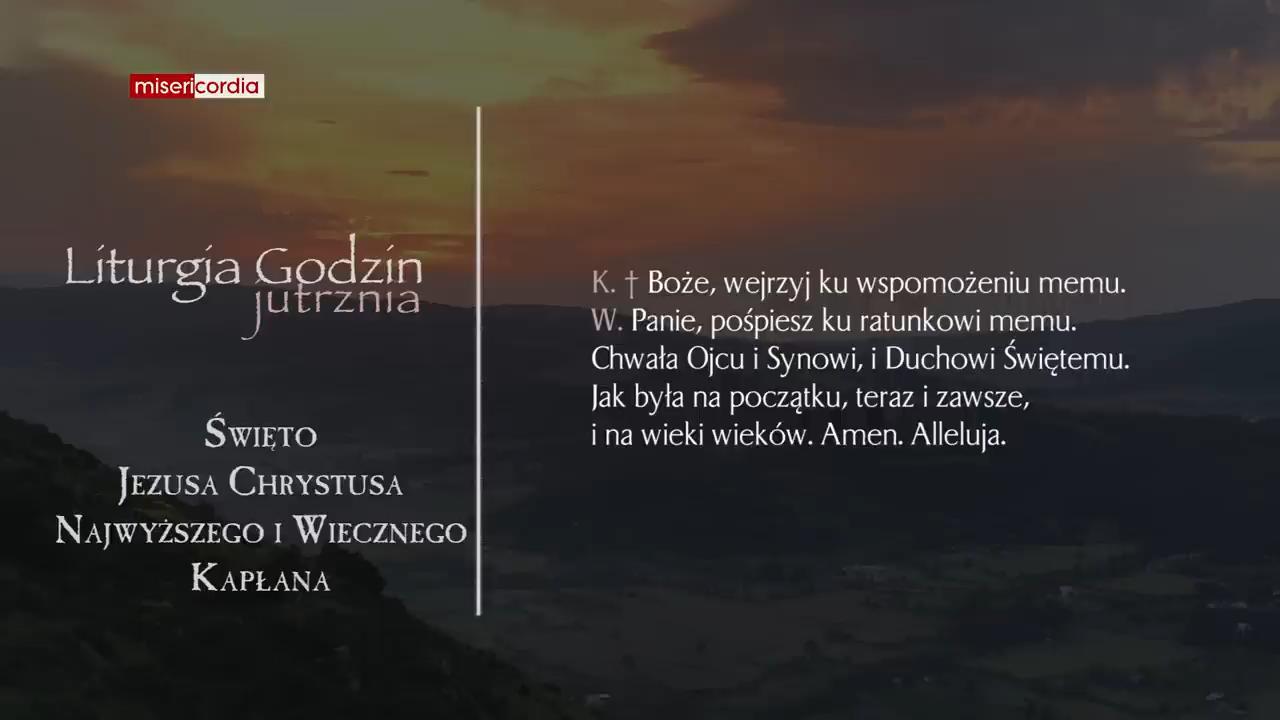 misericordia
Liturgia Godzin
jutrznia
Święto
Jezusa Chrystusa
Najwyższego i Wiecznego
Kapłana
K. † Boże, wejrzyj ku wspomożeniu memu.
W. Panie, pośpiesz ku ratunkowi memu.
Chwała Ojcu i Synowi, i Duchowi Świętemu.
Jak była na początku, teraz i zawsze,
i na wieki wieków. Amen. Alleluja.